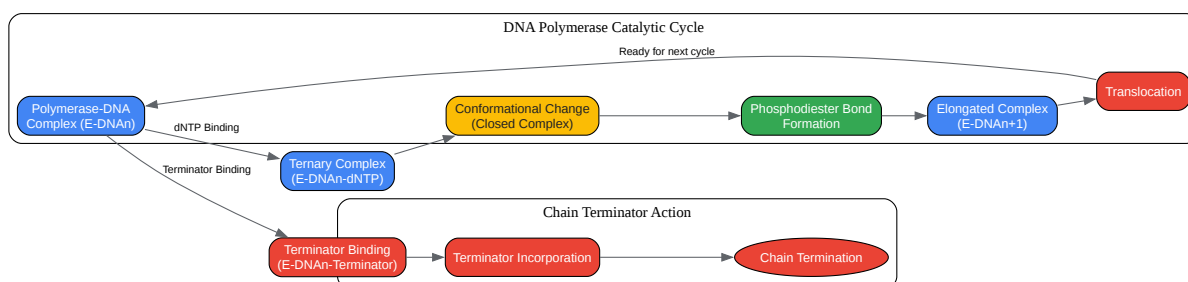 DNA Polymerase Catalytic Cycle
Ready for next cycle
Polymerase-DNA
Complex (E-DNAn)
dNTP Binding
Conformational Change
(Closed Complex)
Phosphodiester Bond
Formation
Elongated Complex
(E-DNAn+1)
Translocation
Ternary Complex
(E-DNAn-dNTP)
Terminator Binding
Chain Terminator Action
Terminator Binding
(E-DNAn-Terminator)
Terminator Incorporation
Chain Termination